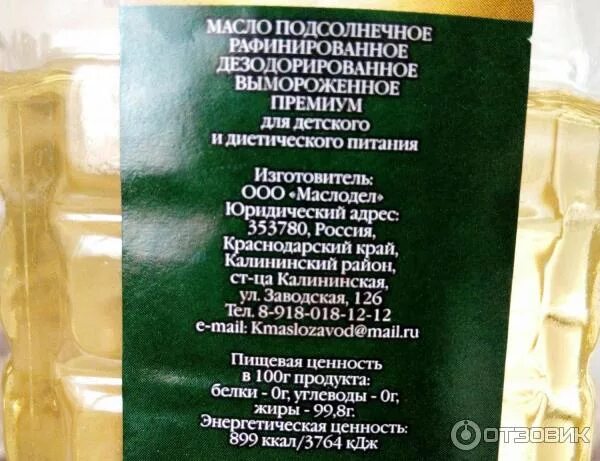 МАСЛО ПОДСОЛНЕЧНОЕ
РАФИНИРОВАННОЕ
ДЕЗОДОРИРОВАННОЕ
ВЫМОРОЖЕННОЕ
ПРЕМИУМ
для детского
и диетического питания
Изготовитель:
ООО «Маслодел»
Юридический адрес:
353780, Россия,
Краснодарский край,
Калининский район,
ст-ца Калининская,
ул. Заводская, 126
Тел. 8-918-018-12-12
e-mail: Kmaslozavod@mail.ru
Пищевая ценность
в 100г продукта:
белки - 0г, углеводы - 0г,
жиры - 99,8г.
Энергетическая ценность:
899 ккал/3764 кДж
ОТЗОВИК